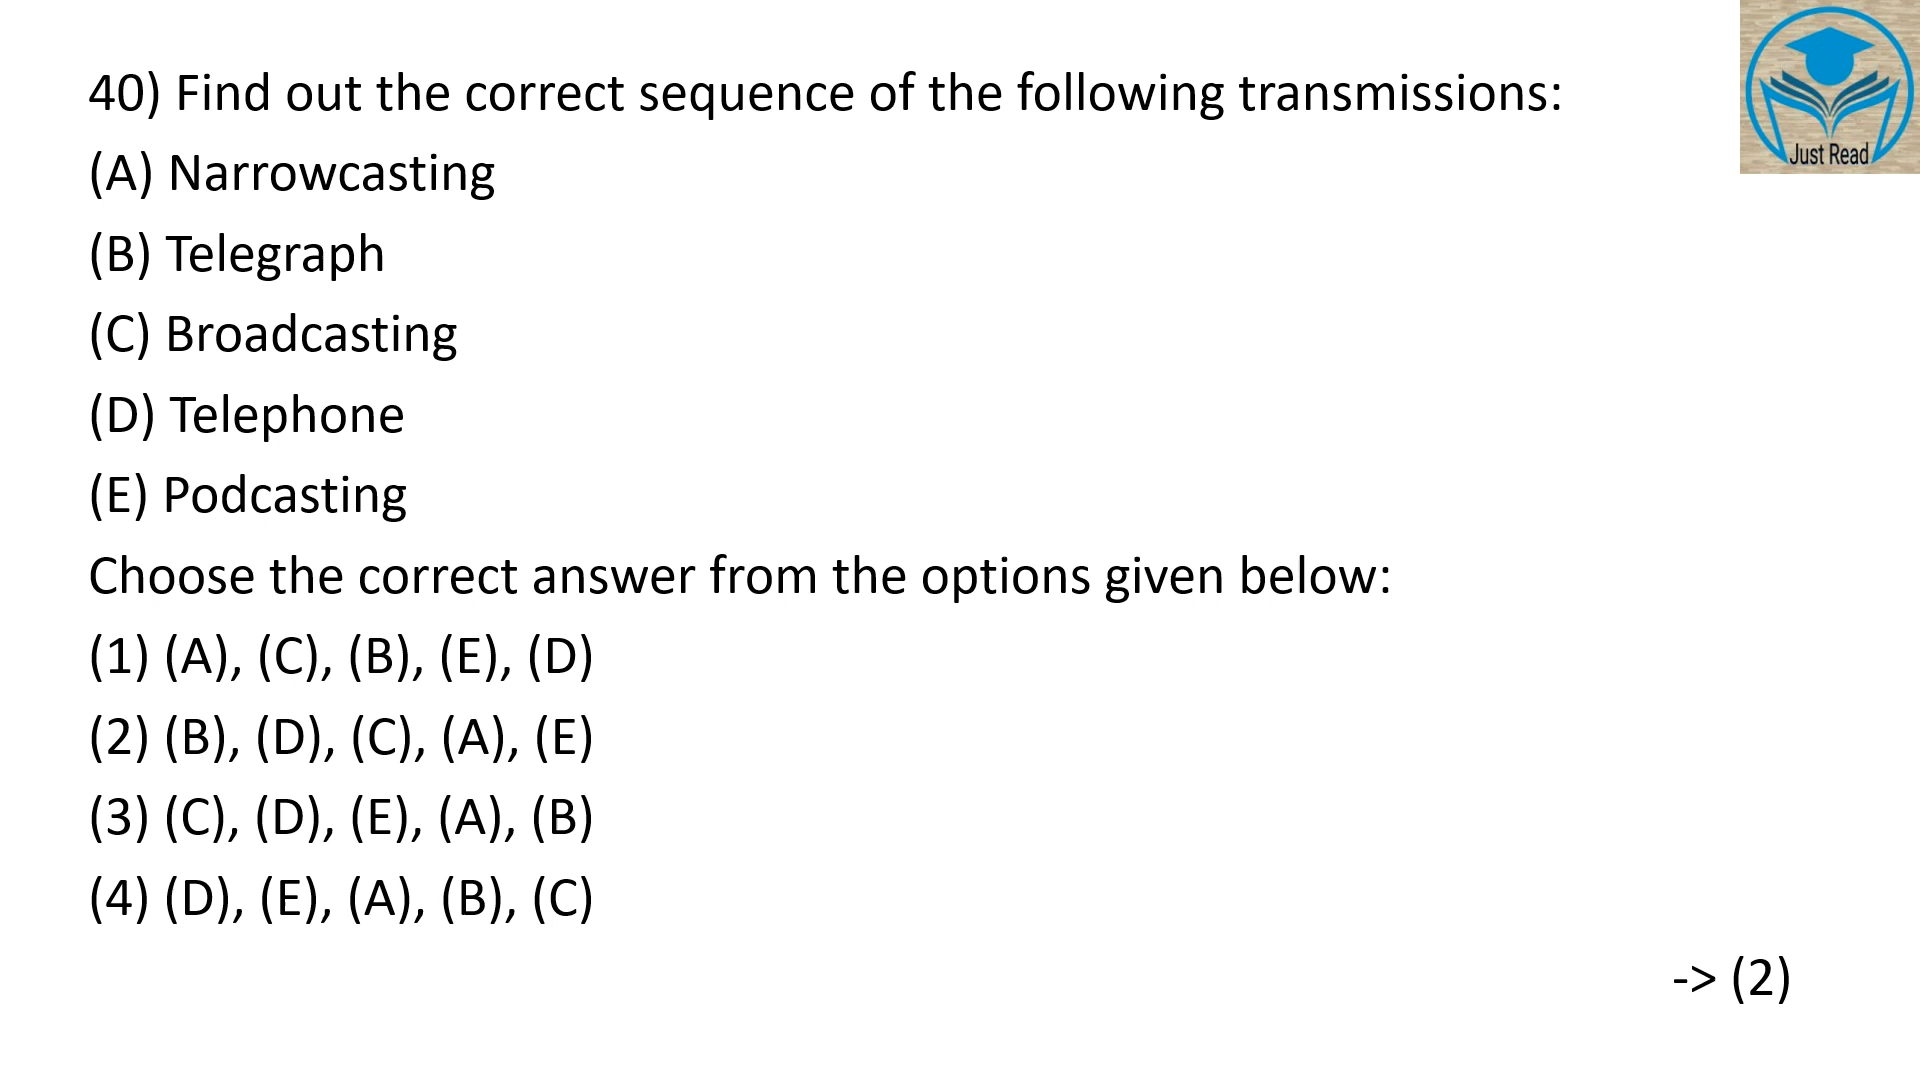 40) Find out the correct sequence of the following transmissions:
(A) Narrowcasting
(B) Telegraph
(C) Broadcasting
(D) Telephone
(E) Podcasting
Choose the correct answer from the options given below:
(1) (A), (C), (B), (E), (D)
(2) (B), (D), (C), (A), (E)
(3) (C), (D), (E), (A), (B)
(4) (D), (E), (A), (B), (C)
-> (2)
Just Read